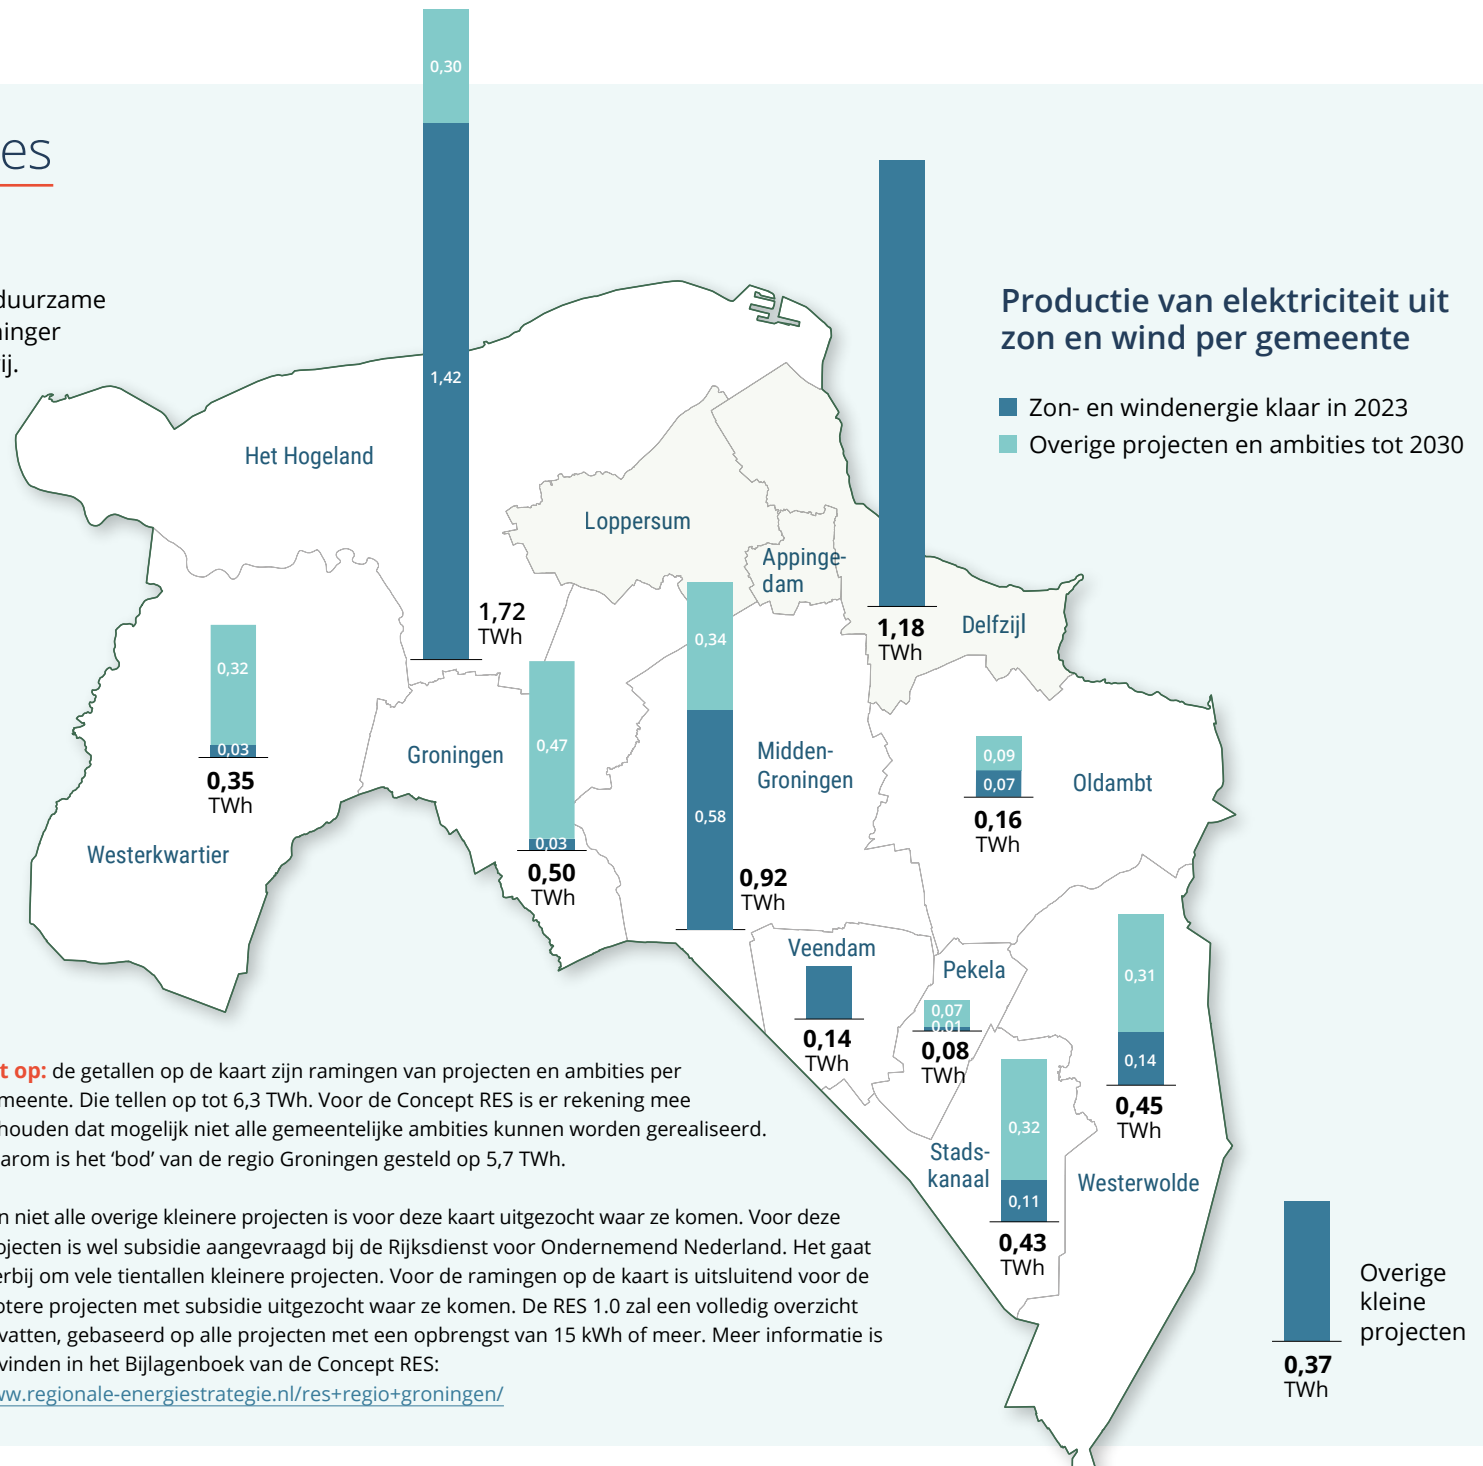 es
duurzame
inger
ij.
Productie van elektriciteit uit
zon en wind per gemeente
Zon- en windenergie klaar in 2023
Overige projecten en ambities tot 2030
0,30
1,42
1,72
TWh
Het Hogeland
Loppersum
Appinge-
dam
Delfzijl
1,18
TWh
0,32
0,03
0,35
TWh
Westerkwartier
Groningen
0,47
0,03
0,50
TWh
0,34
0,58
0,92
TWh
Midden-
Groningen
0,09
0,07
0,16
TWh
Oldambt
Veendam
0,14
TWh
Pekela
0,07
0,01
0,08
TWh
0,31
0,14
0,45
TWh
Stads-
kanaal
0,32
0,11
0,43
TWh
Westerwolde
Overige
kleine
projecten
0,37
TWh
t op: de getallen op de kaart zijn ramingen van projecten en ambities per
meente. Die tellen op tot 6,3 TWh. Voor de Concept RES is er rekening mee
houden dat mogelijk niet alle gemeentelijke ambities kunnen worden gerealiseerd.
arom is het ‘bod’ van de regio Groningen gesteld op 5,7 TWh.
n niet alle overige kleinere projecten is voor deze kaart uitgezocht waar ze komen. Voor deze
ojecten is wel subsidie aangevraagd bij de Rijksdienst voor Ondernemend Nederland. Het gaat
erbij om vele tientallen kleinere projecten. Voor de ramingen op de kaart is uitsluitend voor de
otere projecten met subsidie uitgezocht waar ze komen. De RES 1.0 zal een volledig overzicht
vatten, gebaseerd op alle projecten met een opbrengst van 15 kWh of meer. Meer informatie is
vinden in het Bijlagenboek van de Concept RES:
ww.regionale-energiestrategie.nl/res+regio+groningen/